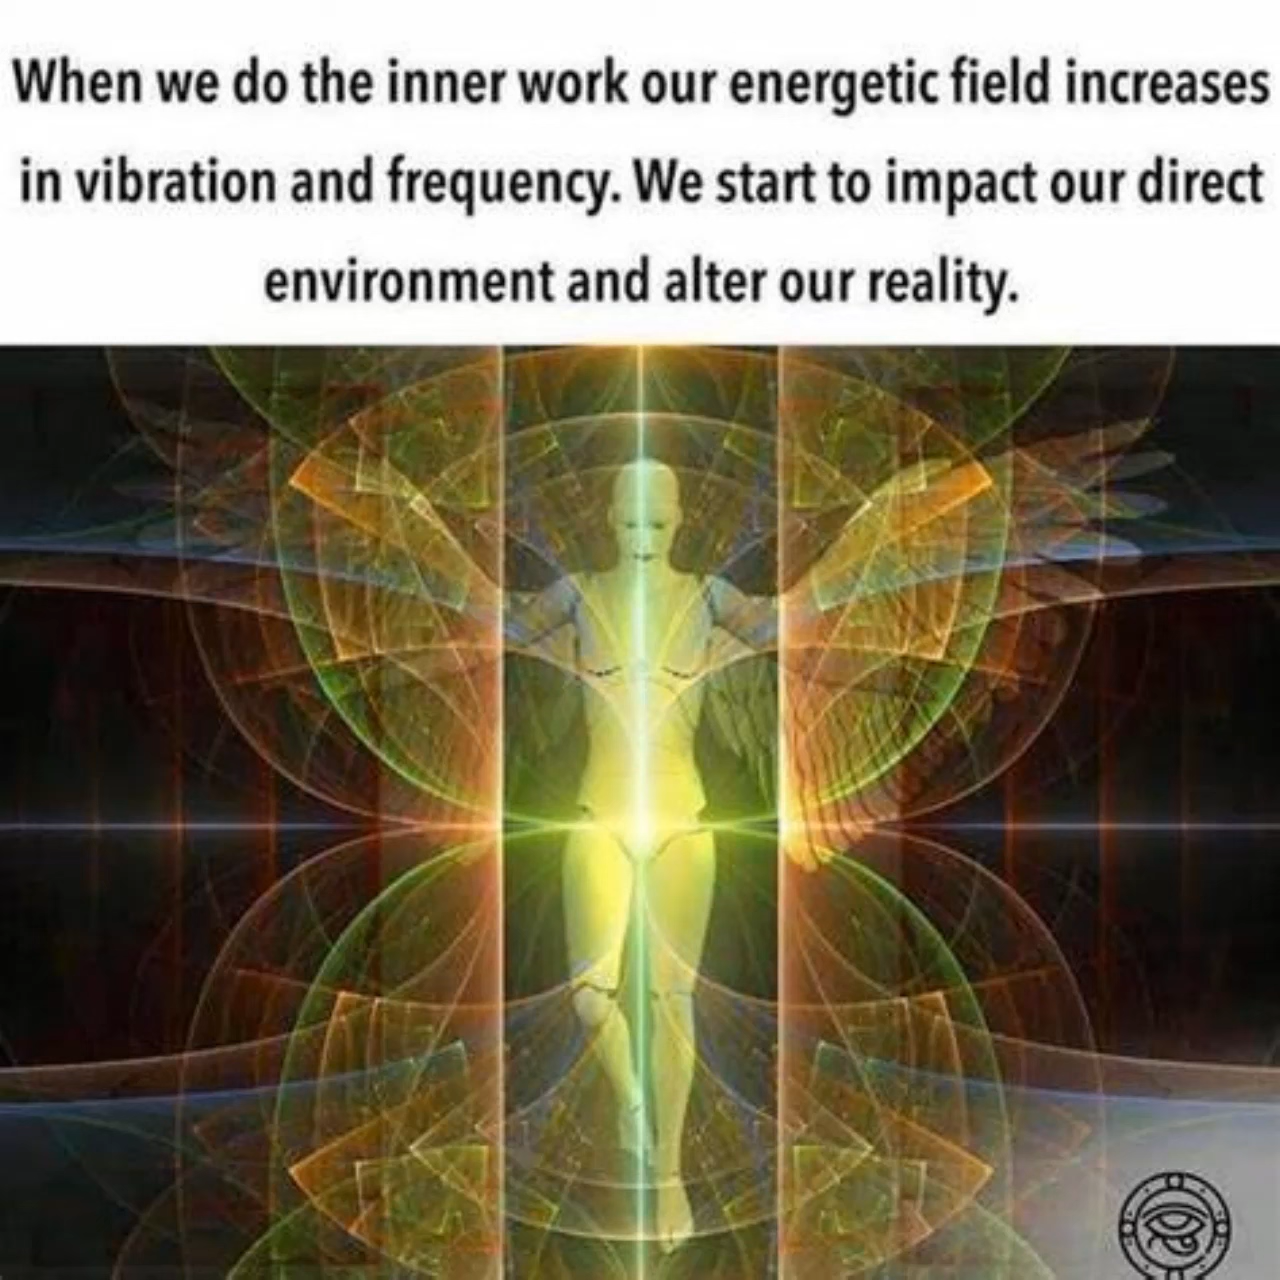 When we do the inner work our energetic field increases
in vibration and frequency. We start to impact our direct
environment and alter our reality.